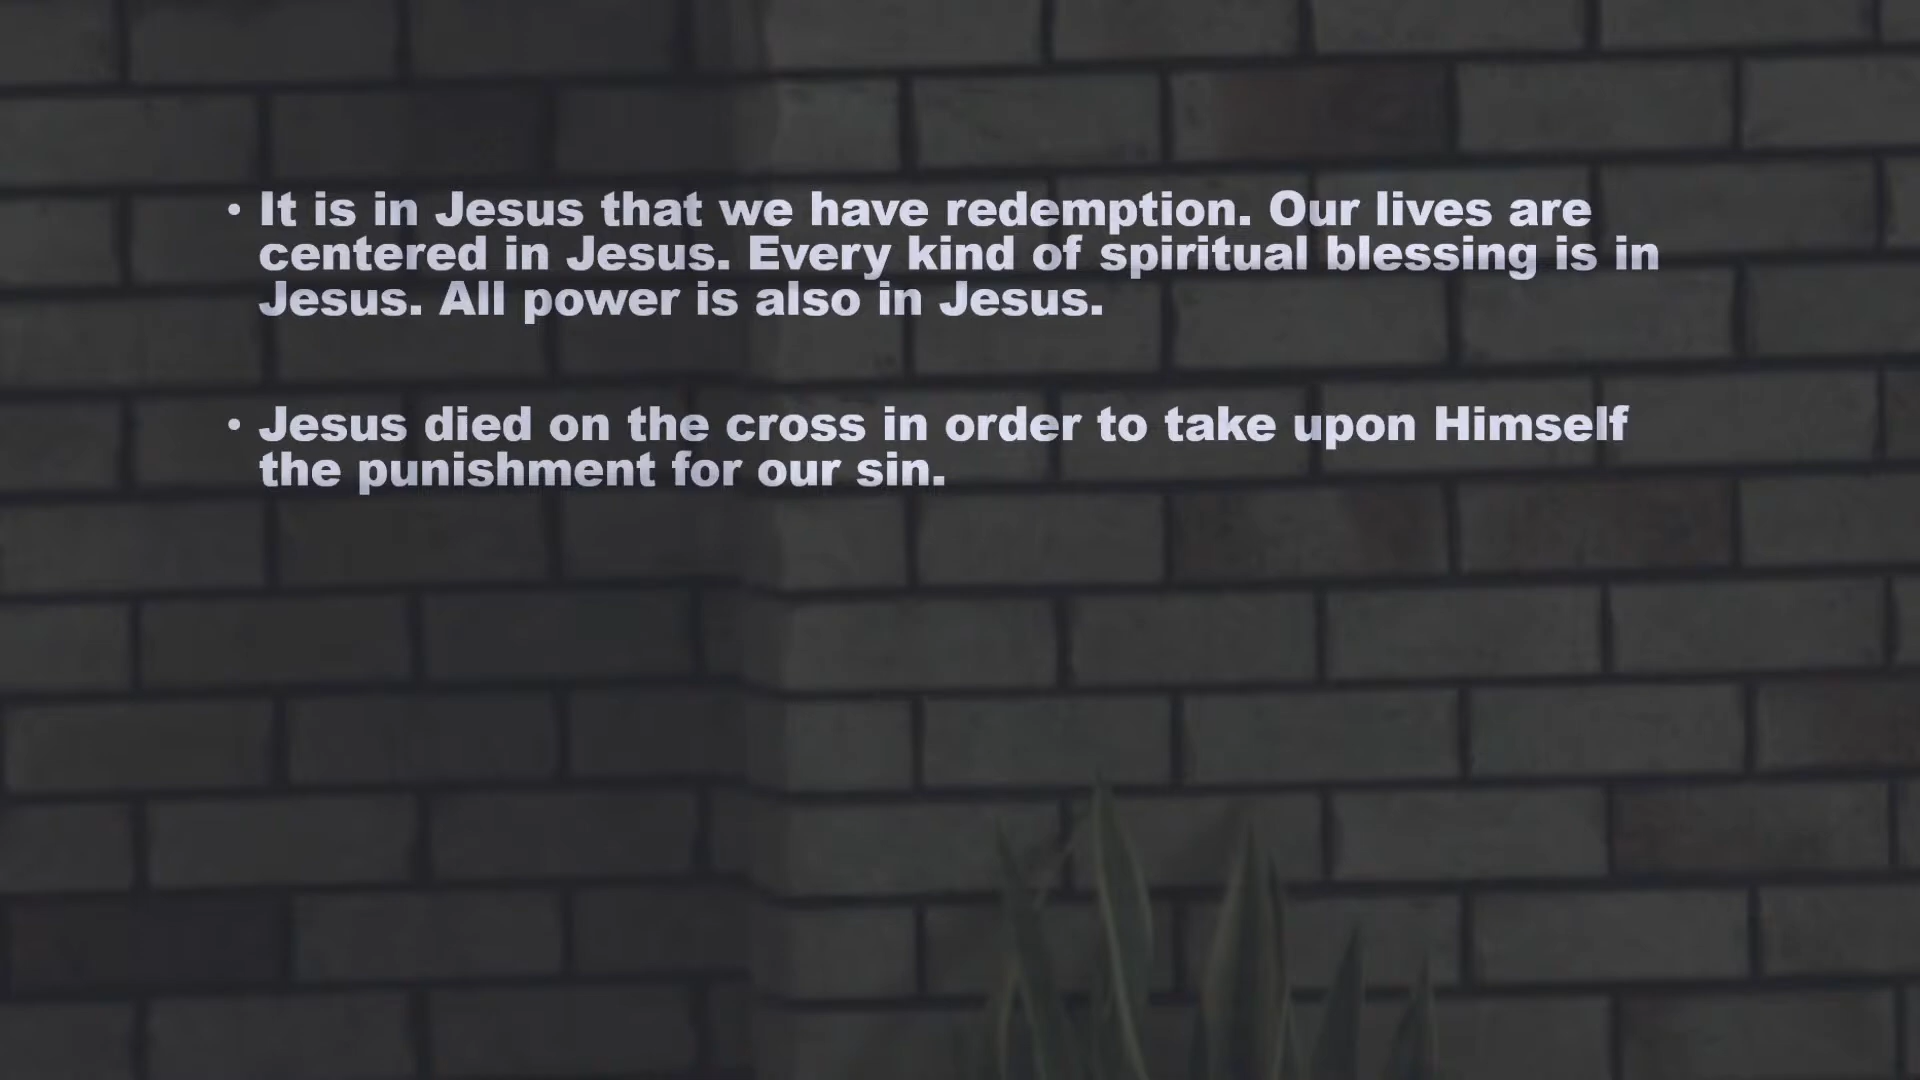 • It is in Jesus that we have redemption. Our lives are
centered in Jesus. Every kind of spiritual blessing is in
Jesus. All power is also in Jesus.
• Jesus died on the cross in order to take upon Himself
the punishment for our sin.